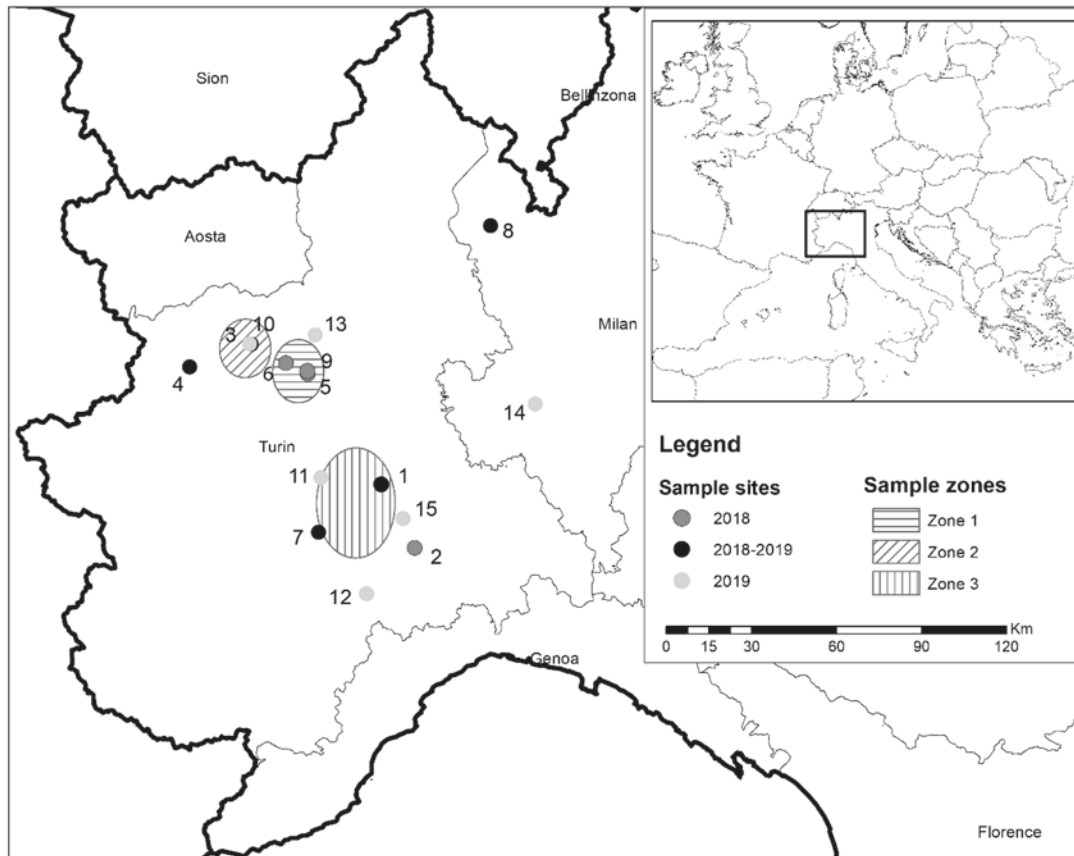 Sion
Bellinzona
Aosta
8
Milan
13
3
10
9
4
6
5
14
Turin
11
1
15
7
2
12
Genoa
Florence
Legend
Sample sites
2018
2018-2019
2019
Sample zones
Zone 1
Zone 2
Zone 3
Km
0 15 30 60 90 120